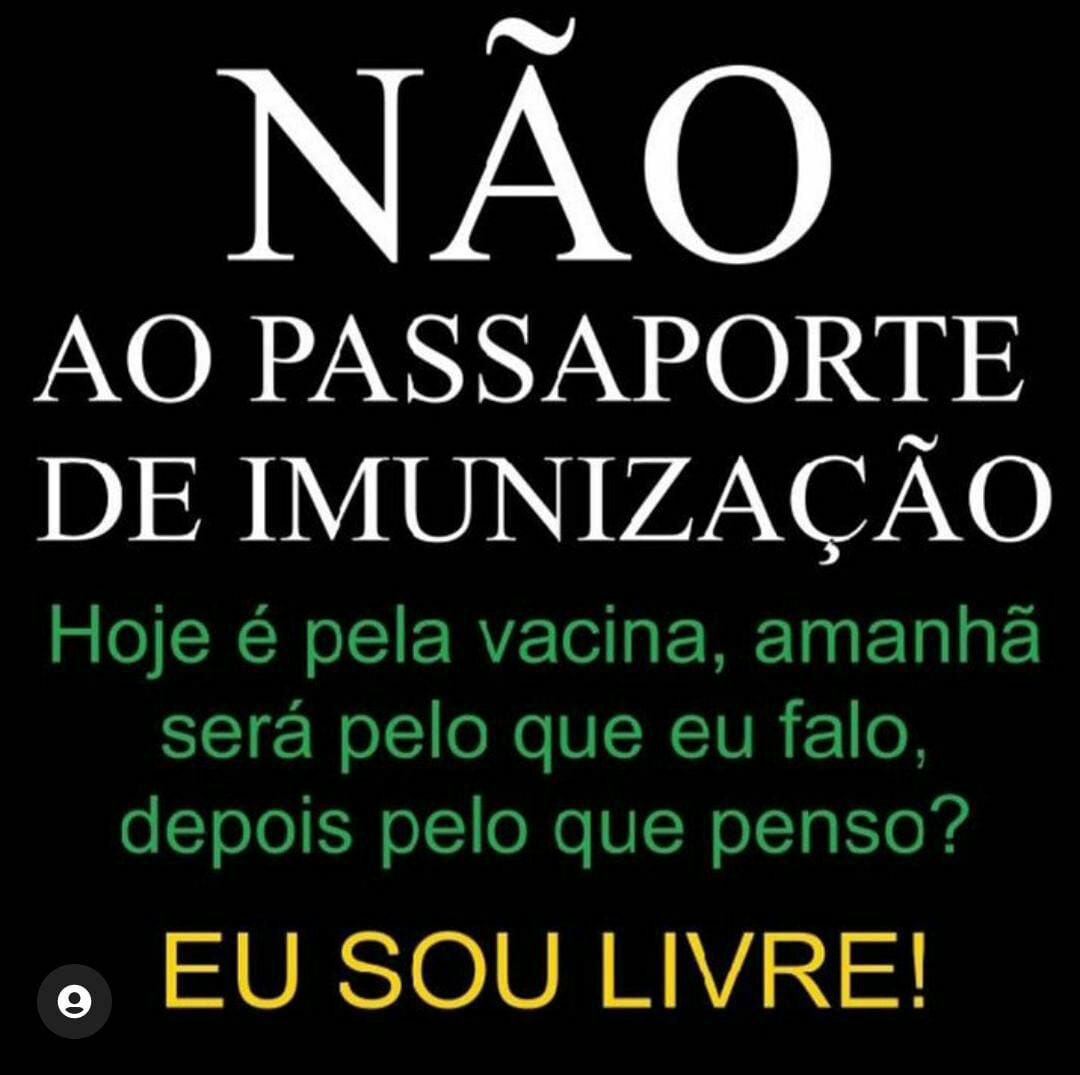 NÃO
AO PASSAPORTE
DE IMUNIZAÇÃO
Hoje é pela vacina, amanhã
será pelo que eu falo,
depois pelo que penso?
EU SOU LIVRE!